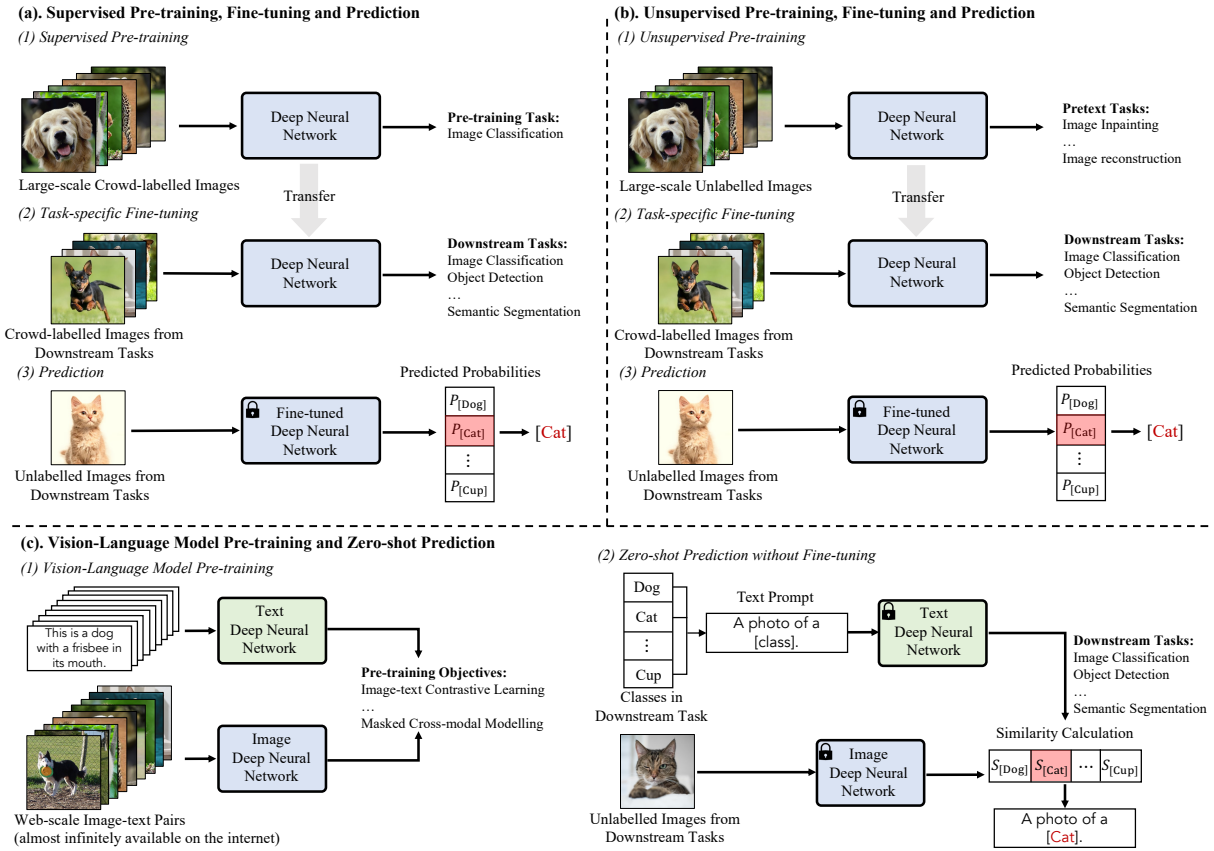 (a). Supervised Pre-training, Fine-tuning and Prediction
(1) Supervised Pre-training
Deep Neural
Network
Pre-training Task:
Image Classification
Large-scale Crowd-labelled Images
Transfer
(2) Task-specific Fine-tuning
Deep Neural
Network
Downstream Tasks:
Image Classification
Object Detection
…
Semantic Segmentation
Crowd-labelled Images from
Downstream Tasks
(3) Prediction
Predicted Probabilities
Fine-tuned
Deep Neural
Network
P[Dog]
P[Cat]
⋮
P[Cup]
[Cat]
Unlabelled Images from
Downstream Tasks
(b). Unsupervised Pre-training, Fine-tuning and Prediction
(1) Unsupervised Pre-training
Deep Neural
Network
Pretext Tasks:
Image Inpainting
…
Image reconstruction
Large-scale Unlabelled Images
Transfer
(2) Task-specific Fine-tuning
Deep Neural
Network
Downstream Tasks:
Image Classification
Object Detection
…
Semantic Segmentation
Crowd-labelled Images from
Downstream Tasks
(3) Prediction
Predicted Probabilities
Fine-tuned
Deep Neural
Network
P[Dog]
P[Cat]
⋮
P[Cup]
[Cat]
Unlabelled Images from
Downstream Tasks
(c). Vision-Language Model Pre-training and Zero-shot Prediction
(1) Vision-Language Model Pre-training
This is a dog
with a frisbee in
its mouth.
Text
Deep Neural
Network
Pre-training Objectives:
Image-text Contrastive Learning
…
Masked Cross-modal Modelling
Image
Deep Neural
Network
Web-scale Image-text Pairs
(almost infinitely available on the internet)
(2) Zero-shot Prediction without Fine-tuning
Dog
Cat
⋮
Cup
Classes in
Downstream Task
Text Prompt
A photo of a
[class].
Text
Deep Neural
Network
Downstream Tasks:
Image Classification
Object Detection
…
Semantic Segmentation
Similarity Calculation
Image
Deep Neural
Network
S[Dog] S[Cat] … S[Cup]
A photo of a
[Cat].
Unlabelled Images from
Downstream Tasks